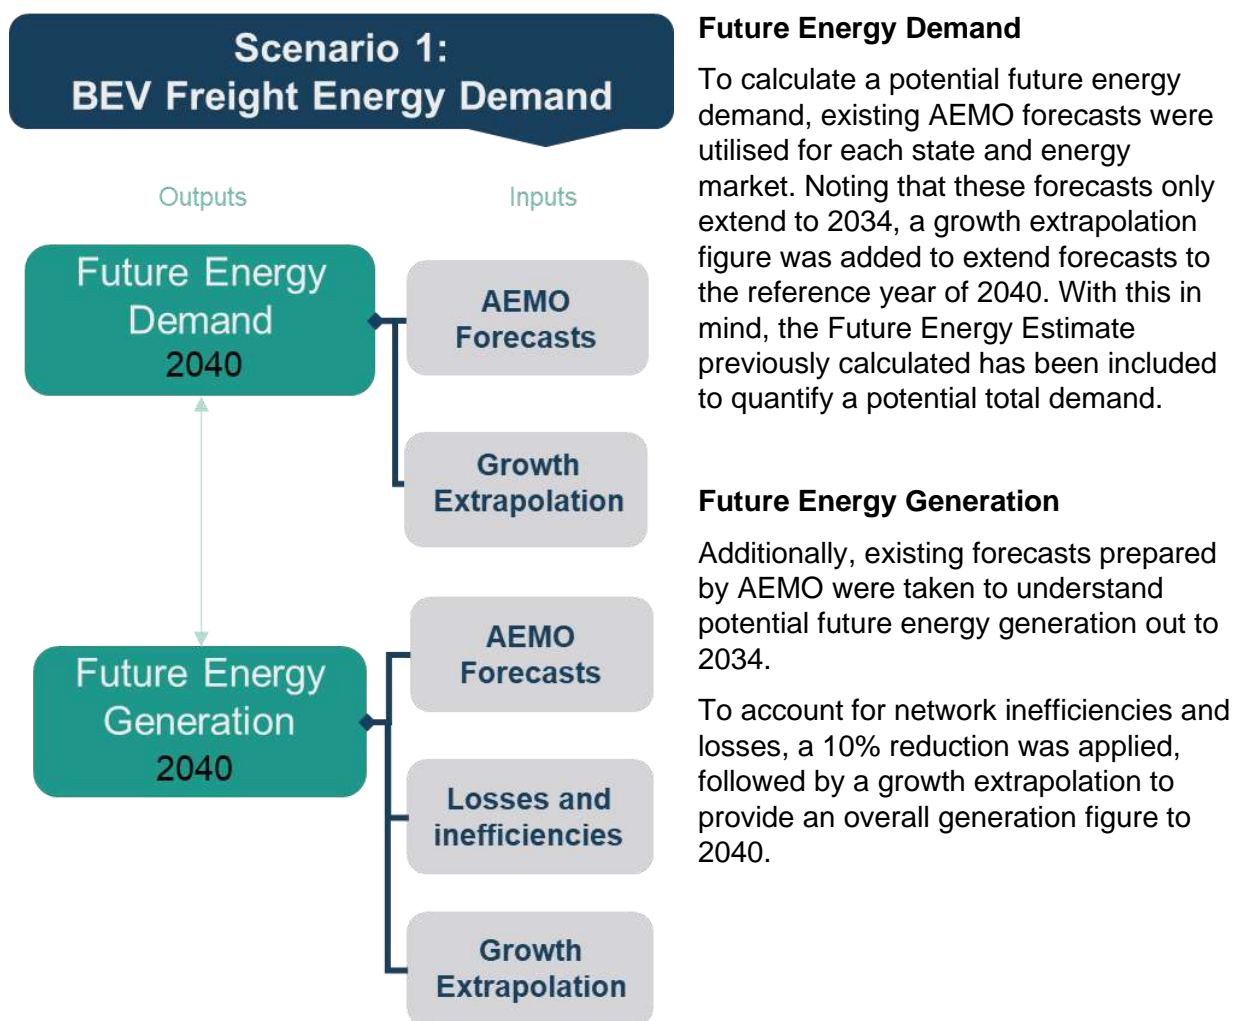 Scenario 1:
BEV Freight Energy Demand
Outputs
Inputs
Future Energy
Demand
2040
AEMO
Forecasts
Growth
Extrapolation
Future Energy
Generation
2040
AEMO
Forecasts
Losses and
inefficiencies
Growth
Extrapolation
Future Energy Demand
To calculate a potential future energy
demand, existing AEMO forecasts were
utilised for each state and energy
market. Noting that these forecasts only
extend to 2034, a growth extrapolation
figure was added to extend forecasts to
the reference year of 2040. With this in
mind, the Future Energy Estimate
previously calculated has been included
to quantify a potential total demand.
Future Energy Generation
Additionally, existing forecasts prepared
by AEMO were taken to understand
potential future energy generation out to
2034.
To account for network inefficiencies and
losses, a 10% reduction was applied,
followed by a growth extrapolation to
provide an overall generation figure to
2040.